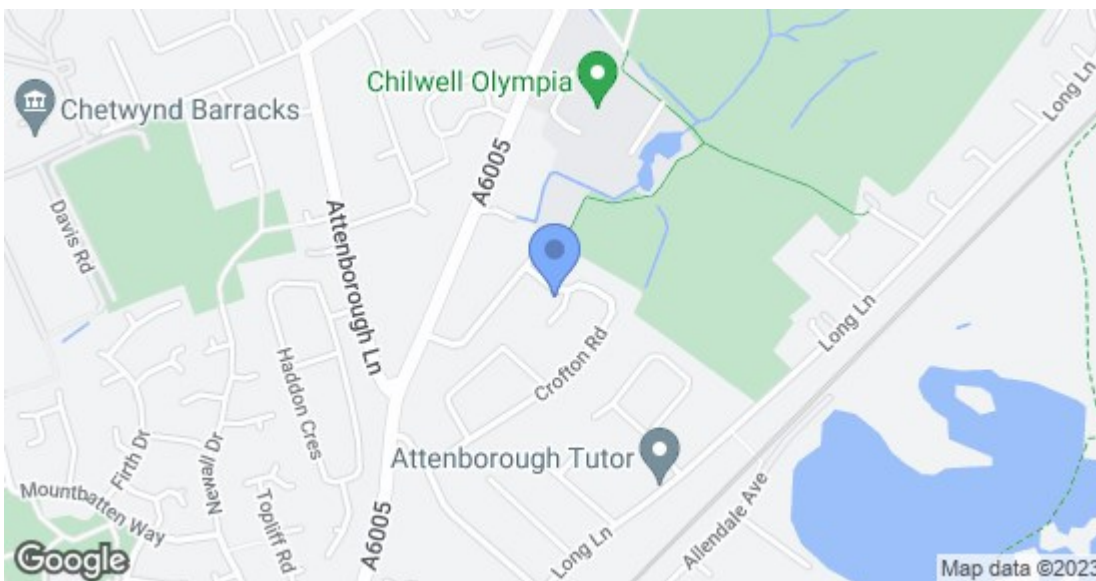 Chilwell Olympia
Chetwynd Barracks
Long Ln
A6005
Davis Rd
Attenborough Ln
Long Ln
Haddon Cres
Crofton Rd
Attenborough Tutor
Firth Dr
Newell Dr
Mountbatten Way
Topliff Rd
A6005
Long Ln
Allendale Ave
Google
Map data ©2023